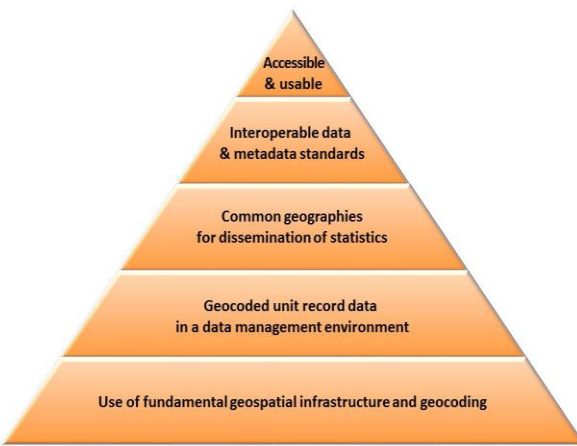 Accessible
& usable
Interoperable data
& metadata standards
Common geographies
for dissemination of statistics
Geocoded unit record data
in a data management environment
Use of fundamental geospatial infrastructure and geocoding